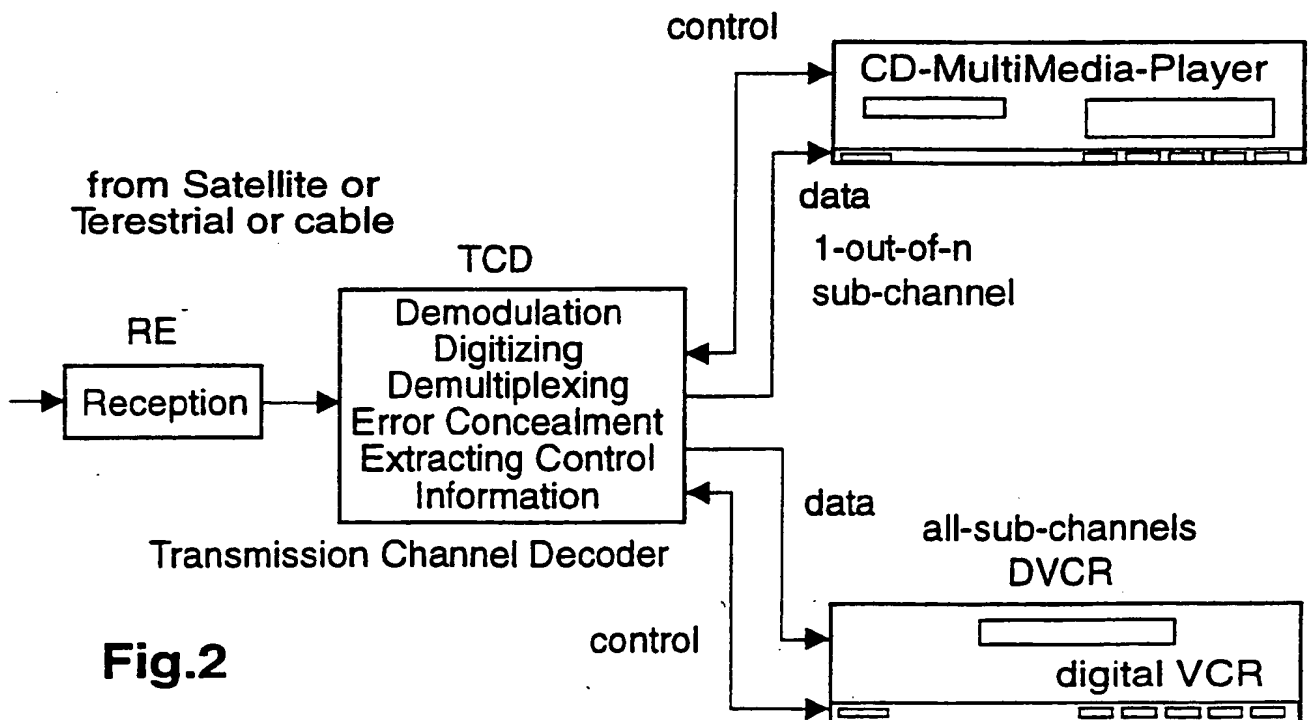 control
CD-MultiMedia-Player
from Satellite or
Terestrial or cable
data
1-out-of-n
sub-channel
TCD
RE
Reception
Demodulation
Digitizing
Demultiplexing
Error Concealment
Extracting Control
Information
Transmission Channel Decoder
data
all-sub-channels
DVCR
control
digital VCR
Fig.2